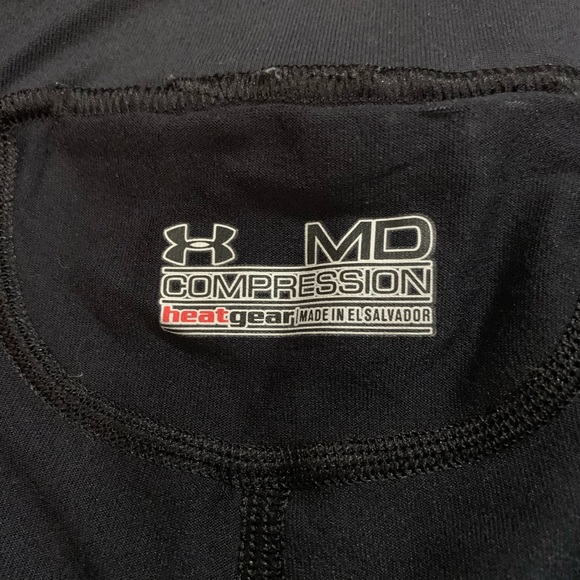 MD
COMPRESSION
heatgear MADE IN EL SALVADOR